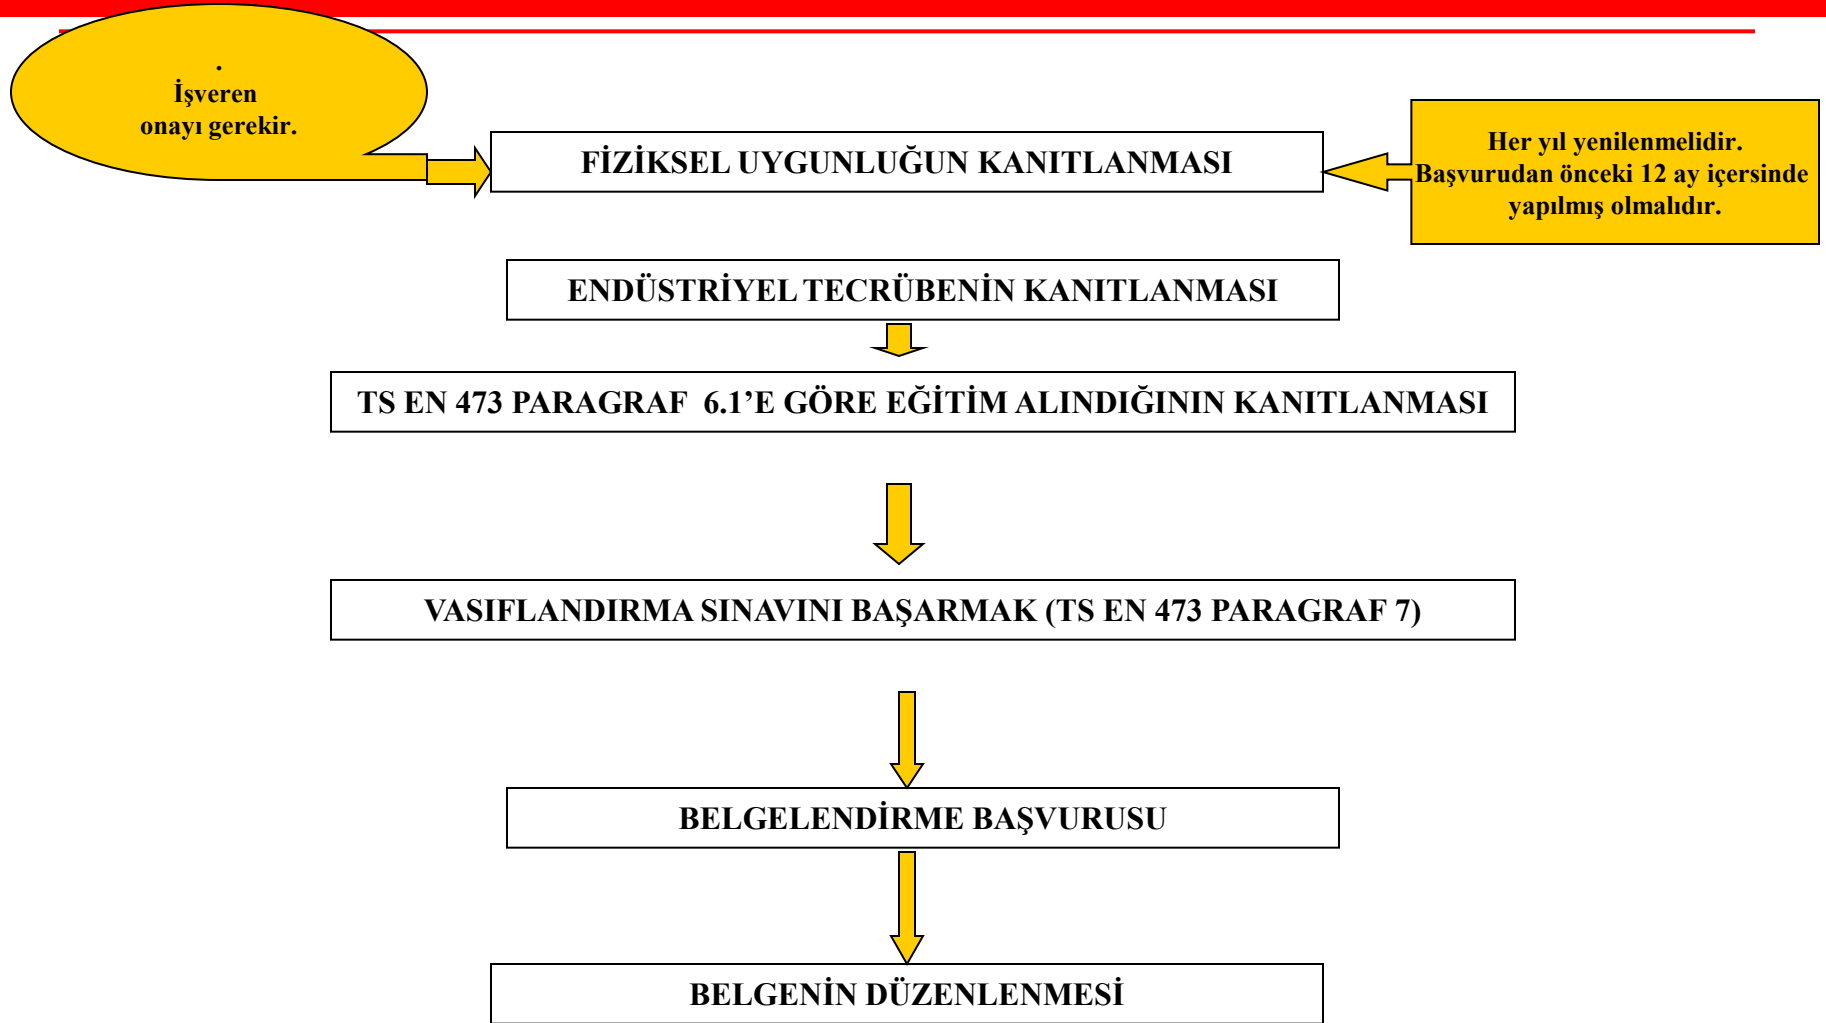 .
İşveren
onayı gerekir.
FİZİKSEL UYGUNLUĞUN KANITLANMASI
Her yıl yenilenmelidir.
Başvurudan önceki 12 ay içersinde
yapılmış olmalıdır.
ENDÜSTRİYEL TECRÜBENİN KANITLANMASI
TS EN 473 PARAGRAF  6.1’E GÖRE EĞİTİM ALINDIĞININ KANITLANMASI
VASIFLANDIRMA SINAVINI BAŞARMAK (TS EN 473 PARAGRAF 7)
BELGELENDİRME BAŞVURUSU
BELGENİN DÜZENLENMESİ